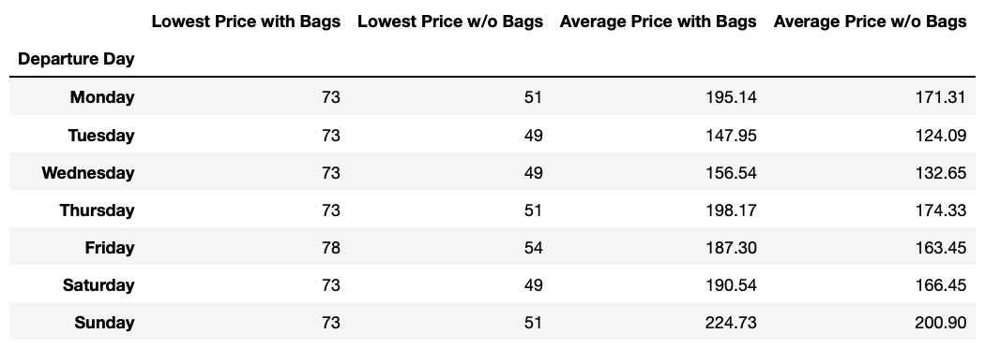 Lowest Price with Bags Lowest Price w/o Bags Average Price with Bags Average Price w/o Bags
Departure Day
Monday 73 51 195.14 171.31
Tuesday 73 49 147.95 124.09
Wednesday 73 49 156.54 132.65
Thursday 73 51 198.17 174.33
Friday 78 54 187.30 163.45
Saturday 73 49 190.54 166.45
Sunday 73 51 224.73 200.90